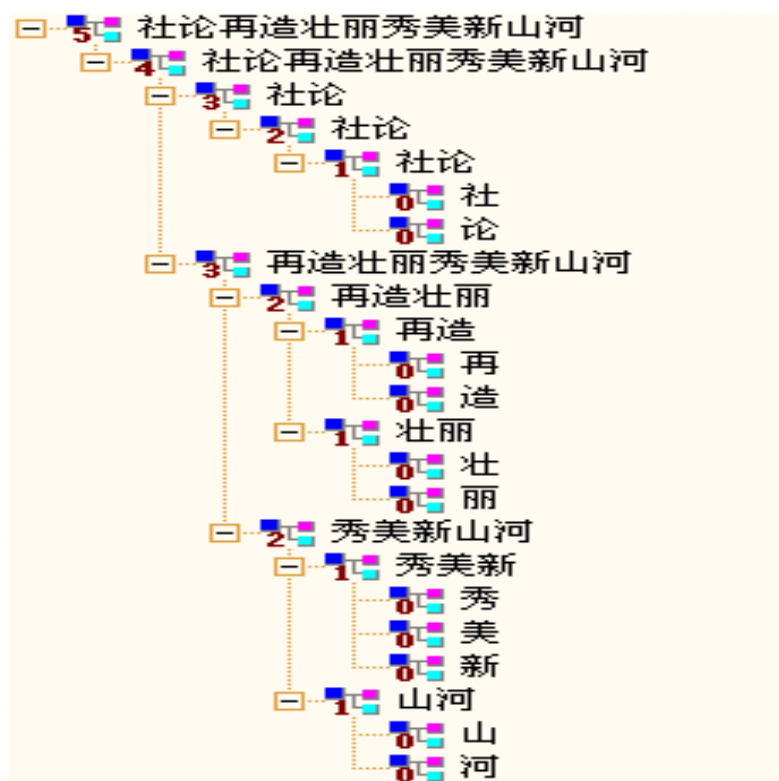 5 社论再造壮丽秀美新山河
4 社论再造壮丽秀美新山河
3 社论
2 社论
1 社论
0 社
0 论
3 再造壮丽秀美新山河
2 再造壮丽
1 再造
0 再
0 造
1 壮丽
0 壮
0 丽
2 秀美新山河
1 秀美新
0 秀
0 美
0 新
1 山河
0 山
0 河